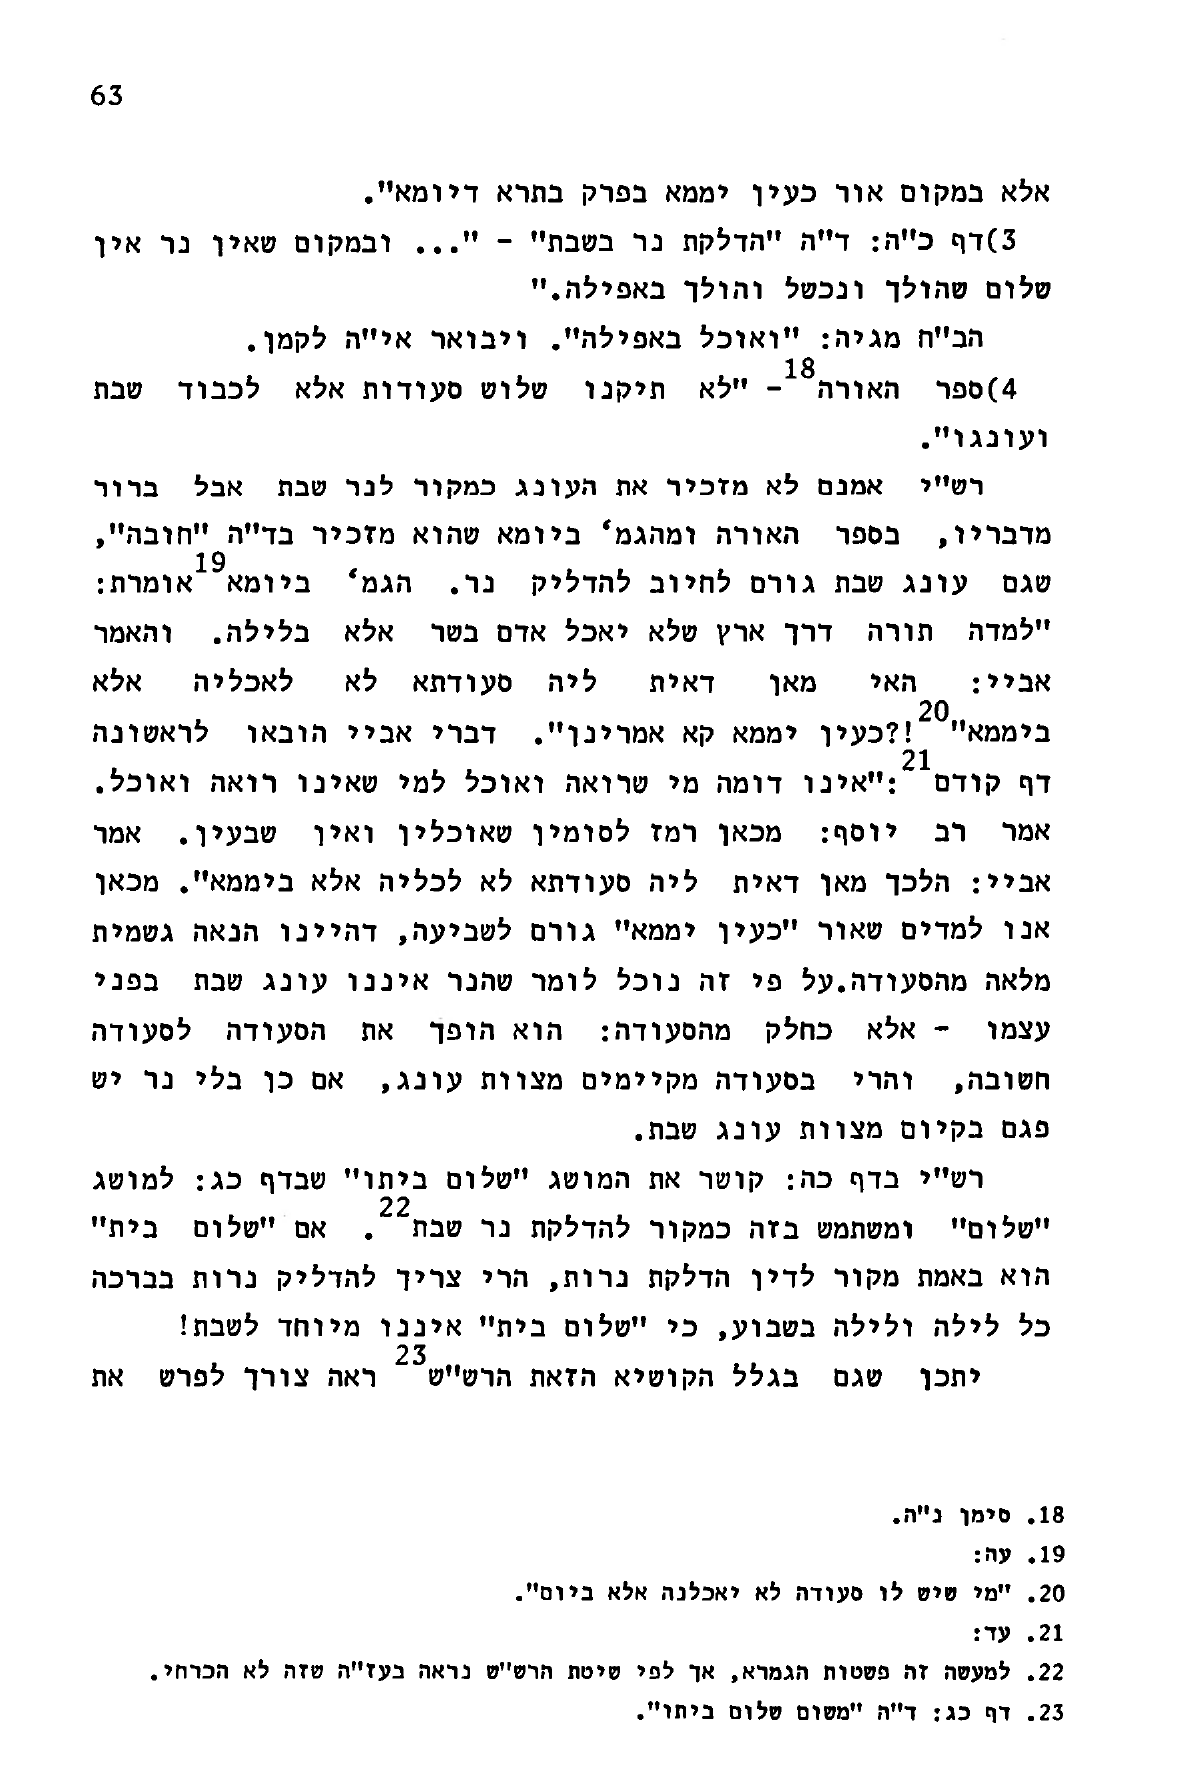 63
אלא במקום אור כעין יממא בפרק בתרא דיומא".
3)דף כ"ה: ד"ה "הדלקת נר בשבת" - "... ובמקום שאין נר אין
שלום שהולך ונכשל והולך באפילה."
הב"ח מגיה: "ואוכל באפילה". ויבואר אי"ה לקמן.
4)ספר האורה18- "לא תיקנו שלוש סעודות אלא לכבוד שבת
ועונגו".
רש"י אמנם לא מזכיר את העונג כמקור לנר שבת אבל ברור
מדבריו, בספר האורה ומהגמ' ביומא שהוא מזכיר בד"ה "חובה",
שגם עונג שבת גורם לחיוב להדליק נר. הגמ' ביומא19 אומרת:
"למדה תורה דרך ארץ שלא יאכל אדם בשר אלא בלילה. והאמר
אביי: האי מאן דאית ליה סעודתא לא לאכליה אלא
ביממא"20!?כעין יממא קא אמרינן". דברי אביי הובאו לראשונה
דף קודם21:"אינו דומה מי שרואה ואוכל למי שאינו רואה ואוכל.
אמר רב יוסף: מכאן רמז לסומין שאוכלין ואין שבעין. אמר
אביי: הלכך מאן דאית ליה סעודתא לא לכליה אלא ביממא". מכאן
אנו למדים שאור "כעין יממא" גורם לשביעה, דהיינו הנאה גשמית
מלאה מהסעודה.על פי זה נוכל לומר שהנר איננו עונג שבת בפני
עצמו - אלא כחלק מהסעודה: הוא הופך את הסעודה לסעודה
חשובה, והרי בסעודה מקיימים מצוות עונג, אם כן בלי נר יש
פגם בקיום מצוות עונג שבת.
רש"י בדף כה: קושר את המושג "שלום ביתו" שבדף כג: למושג
"שלום" ומשתמש בזה כמקור להדלקת נר שבת22. אם "שלום בית"
הוא באמת מקור לדין הדלקת נרות, הרי צריך להדליק נרות בברכה
כל לילה ולילה בשבוע, כי "שלום בית" איננו מיוחד לשבת!
יתכן שגם בגלל הקושיא הזאת הרש"ש23 ראה צורך לפרש את
18. סימן נ"ה.
19. עה:
20. "מי שיש לו סעודה לא יאכלנה אלא ביום".
21. עד:
22. למעשה זה פשטות הגמרא, אך לפי שיטת הרש"ש נראה בעז"ה שזה לא הכרחי.
23. דף כג: ד"ה "משום שלום ביתו".